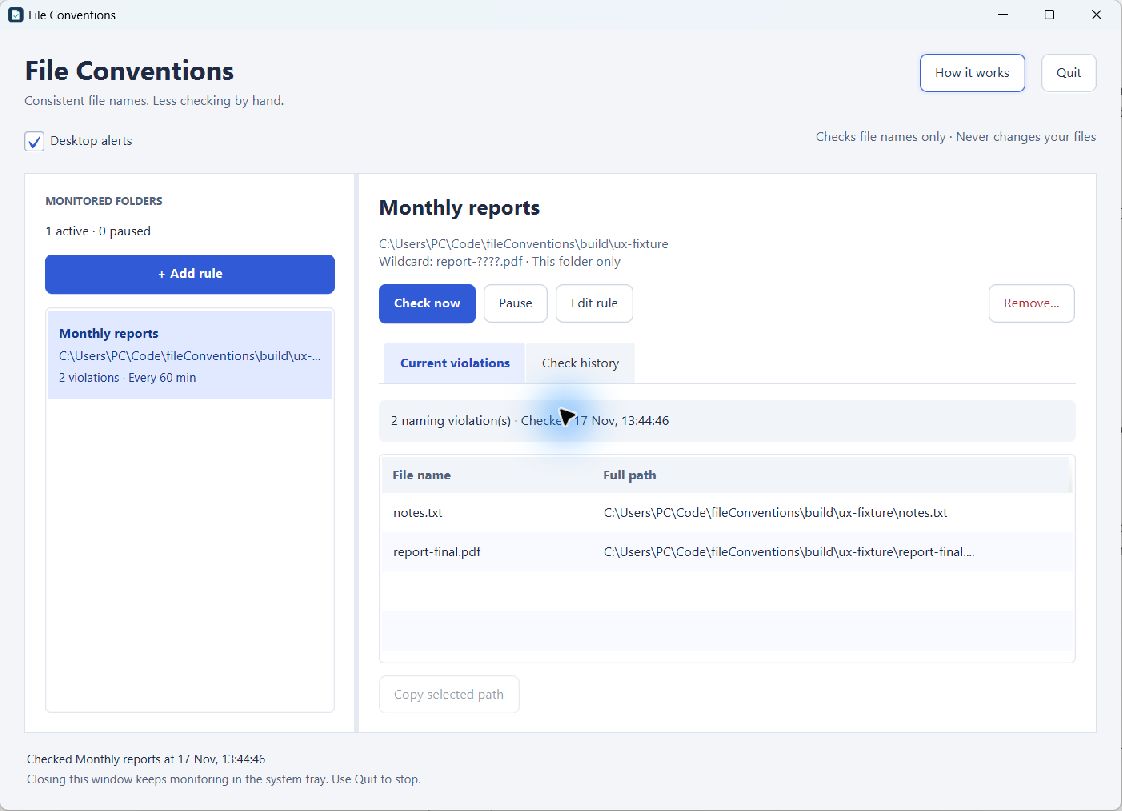 File Conventions
File Conventions
Consistent file names. Less checking by hand.
How it works
Quit
Desktop alerts
Checks file names only · Never changes your files
MONITORED FOLDERS
1 active · 0 paused
+ Add rule
Monthly reports
C:\Users\PC\Code\fileConventions\build\ux-...
2 violations · Every 60 min
Monthly reports
C:\Users\PC\Code\fileConventions\build\ux-fixture
Wildcard: report-????.pdf · This folder only
Check now
Pause
Edit rule
Remove...
Current violations
Check history
2 naming violation(s) · Checked 17 Nov, 13:44:46
File name Full path
notes.txt C:\Users\PC\Code\fileConventions\build\ux-fixture\notes.txt
report-final.pdf C:\Users\PC\Code\fileConventions\build\ux-fixture\report-final....
Copy selected path
Checked Monthly reports at 17 Nov, 13:44:46
Closing this window keeps monitoring in the system tray. Use Quit to stop.